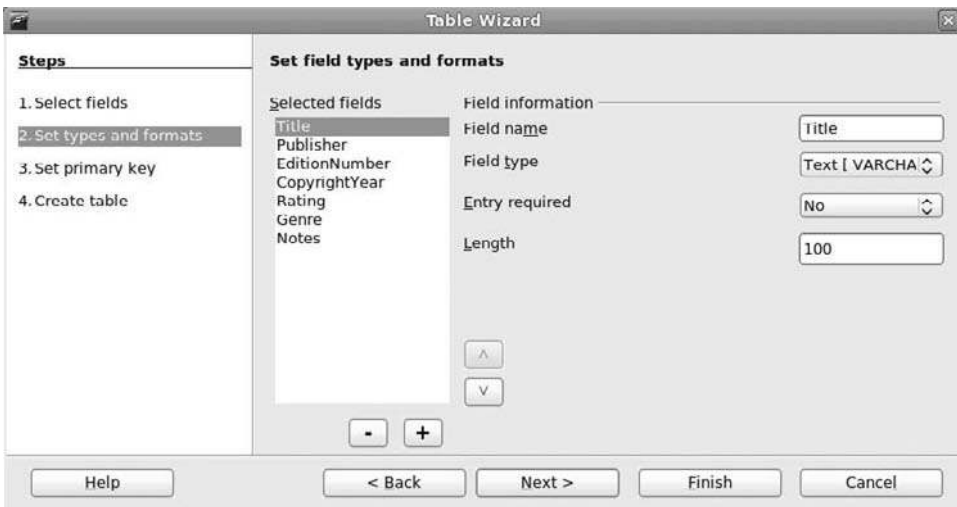 Table Wizard
Steps
1. Select fields
2. Set types and formats
3. Set primary key
4. Create table
Set field types and formats
Selected fields
Title
Publisher
EditionNumber
CopyrightYear
Rating
Genre
Notes
- +
Field information
Field name Title
Field type Text [ VARCHA
Entry required No
Length 100
Help < Back Next > Finish Cancel